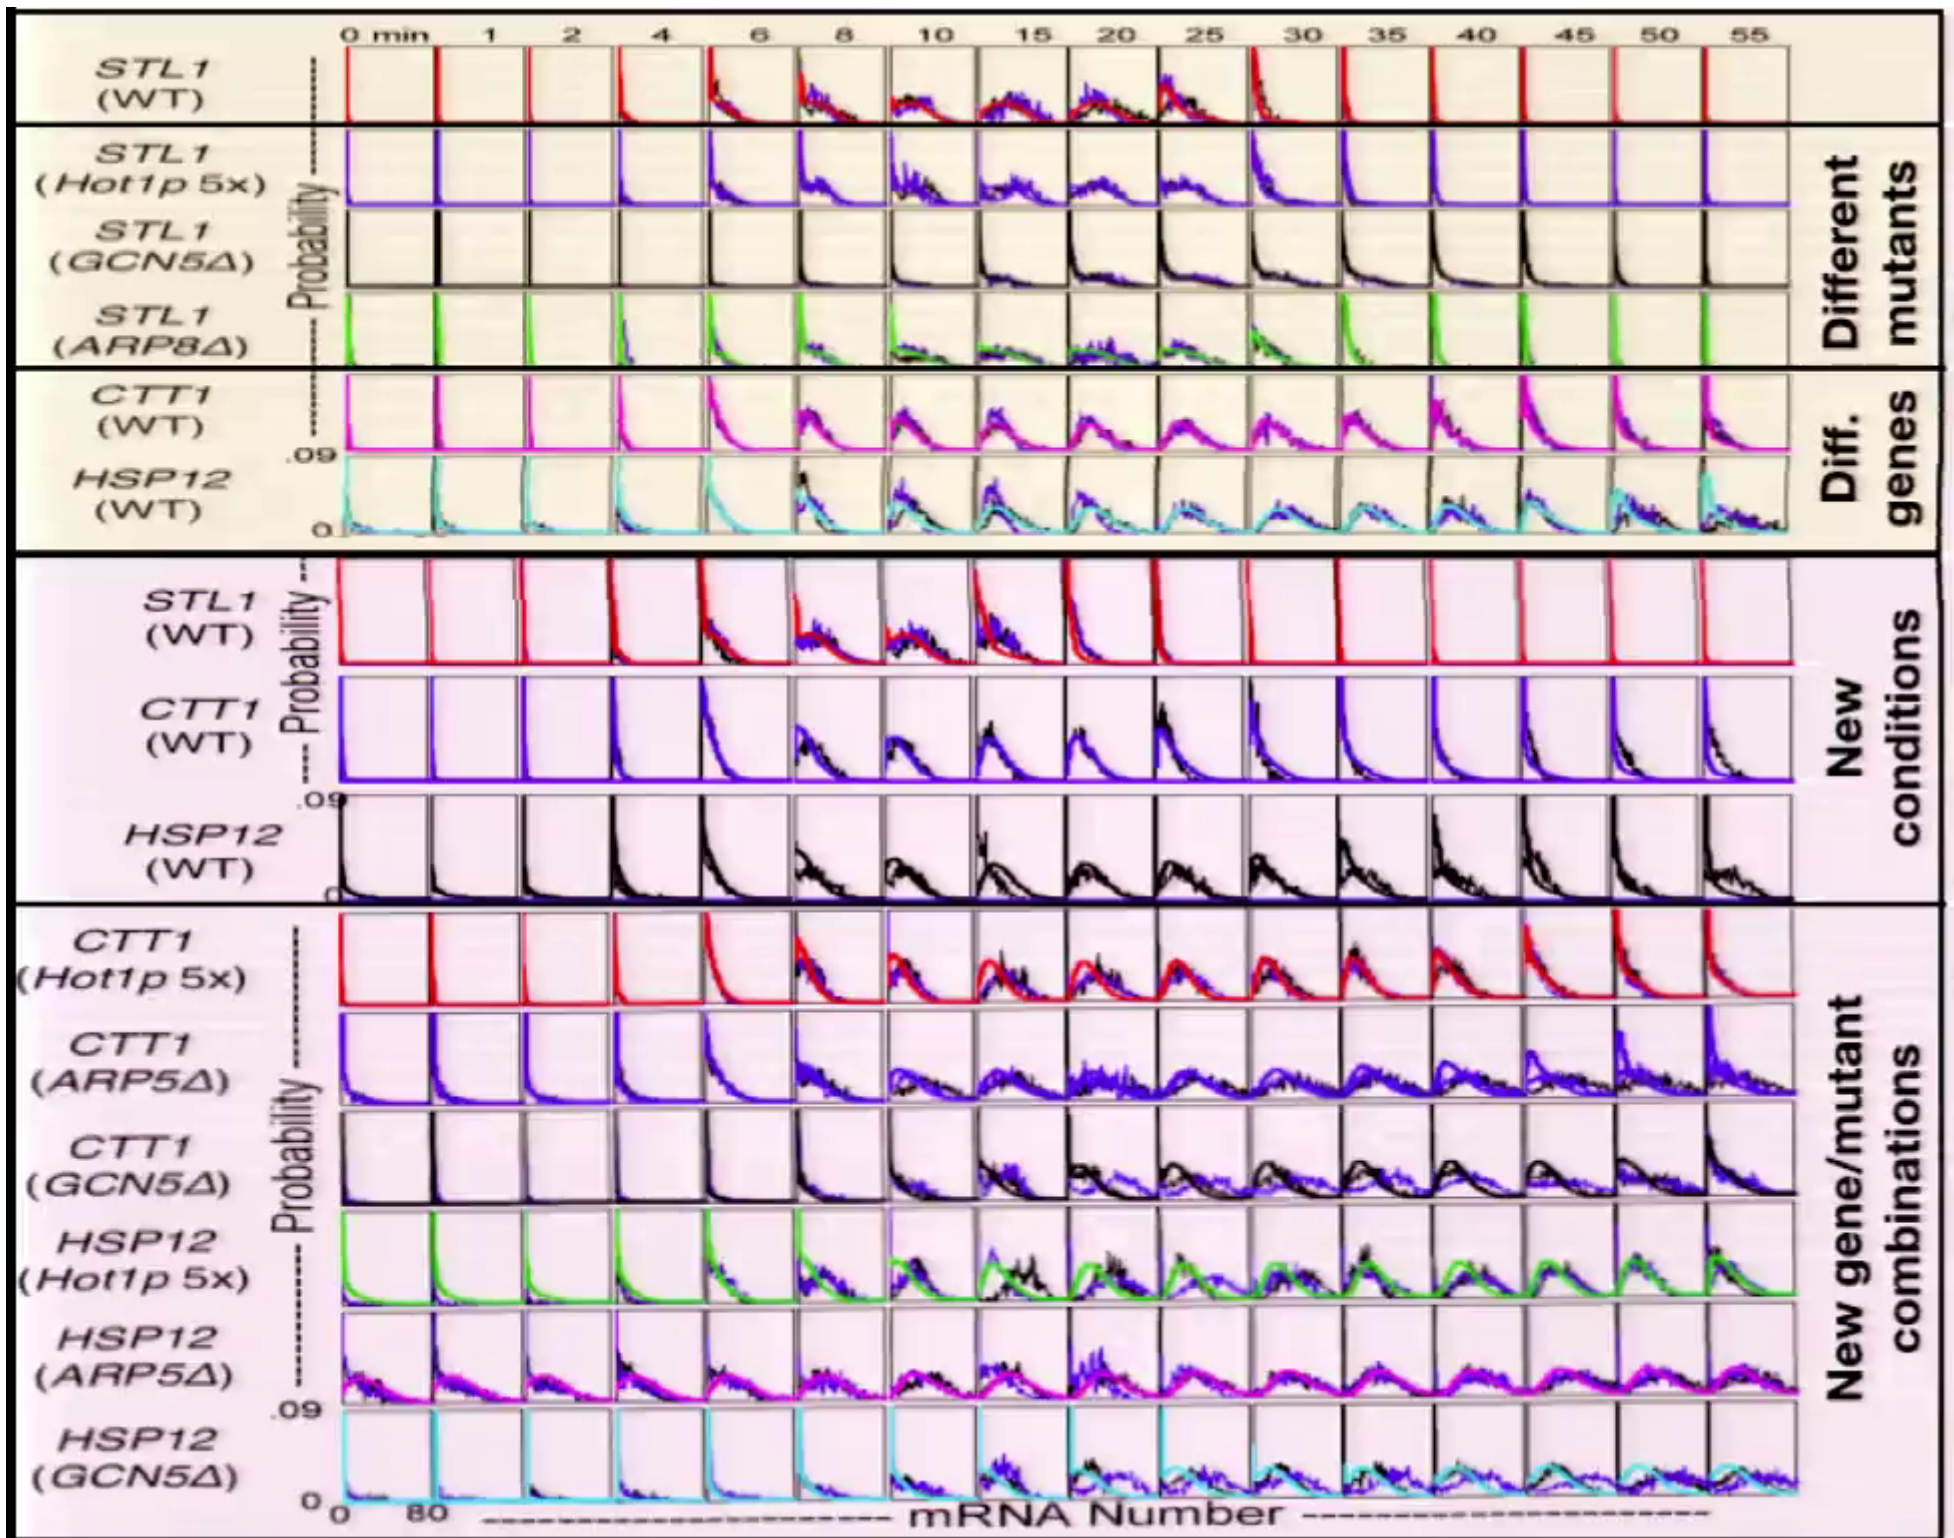 0 min 1 2 4 6 8 10 15 20 25 30 35 40 45 50 55
STL1
(WT)
STL1
(Hot1p 5x)
STL1
(GCN5Δ)
STL1
(ARP8Δ)
Probability
Different
mutants
CTT1
(WT)
.09
HSP12
(WT)
0
Diff.
genes
STL1
(WT)
CTT1
(WT)
Probability
.09
HSP12
(WT)
0
New
conditions
CTT1
(Hot1p 5x)
CTT1
(ARP5Δ)
CTT1
(GCN5Δ)
HSP12
(Hot1p 5x)
HSP12
(ARP5Δ)
Probability
.09
HSP12
(GCN5Δ)
0
New gene/mutant
combinations
0 80 mRNA Number